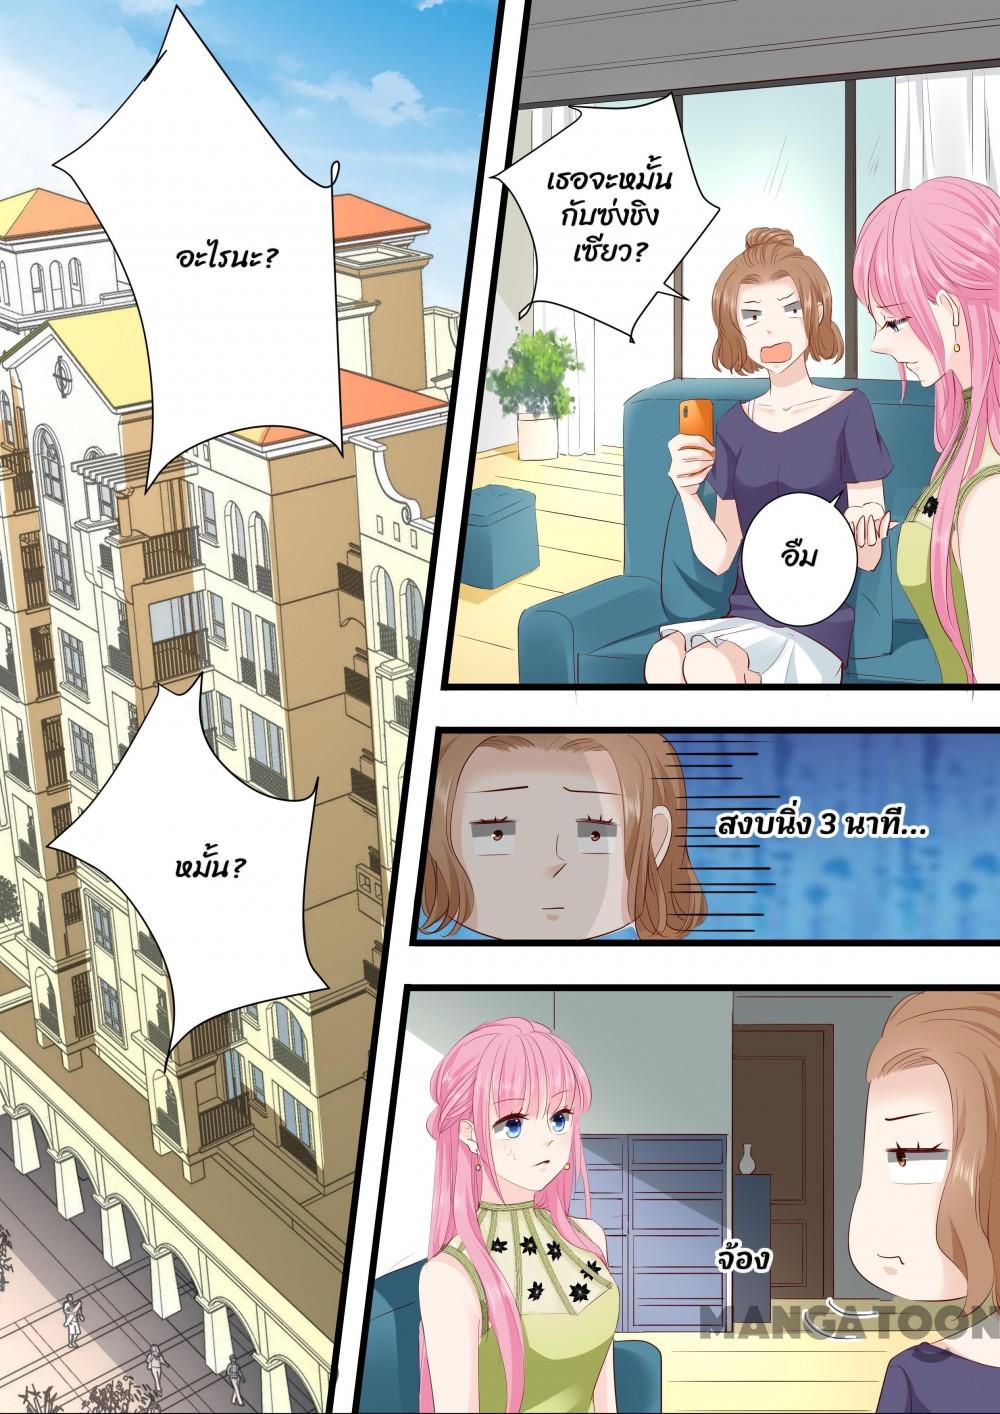 อะไรนะ?
หมั้น?
เธอจะหมั้น
กับซ่งชิง
เซียว?
อืม
สงบนิ่ง 3 นาที...
จ้อง
MANGATOON